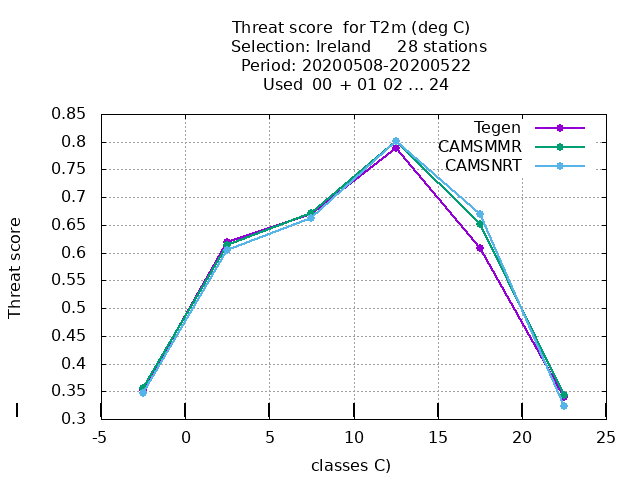 Threat score  for T2m (deg C)
Selection: Ireland     28 stations
Period: 20200508-20200522
Used  00 + 01 02 ... 24
0.85
0.8
0.75
0.7
0.65
0.6
0.55
0.5
0.45
0.4
0.35
0.3
Tegen
CAMSMMR
CAMSNRT
Threat score
-5
0
5
10
15
20
25
classes C)